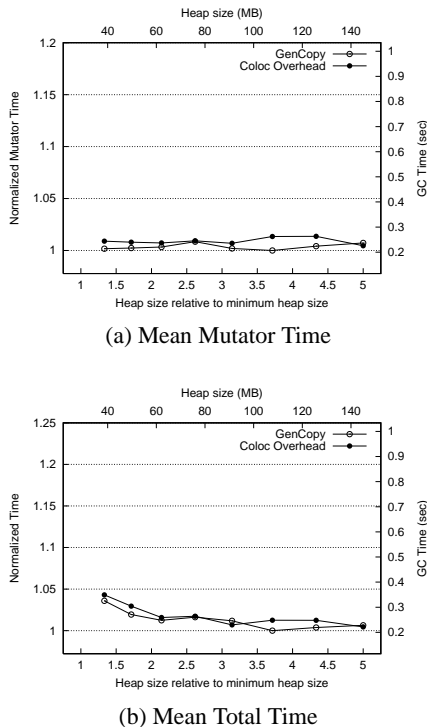 Heap size (MB)
40 60 80 100 120 140
GenCopy
Coloc Overhead
1.2
1.15
1.1
1.05
1
Normalized Mutator Time
1
0.9
0.8
0.7
0.6
0.5
0.4
0.3
0.2
GC Time (sec)
1 1.5 2 2.5 3 3.5 4 4.5 5
Heap size relative to minimum heap size
(a) Mean Mutator Time
Heap size (MB)
40 60 80 100 120 140
GenCopy
Coloc Overhead
1.25
1.2
1.15
1.1
1.05
1
Normalized Time
1
0.9
0.8
0.7
0.6
0.5
0.4
0.3
0.2
GC Time (sec)
1 1.5 2 2.5 3 3.5 4 4.5 5
Heap size relative to minimum heap size
(b) Mean Total Time